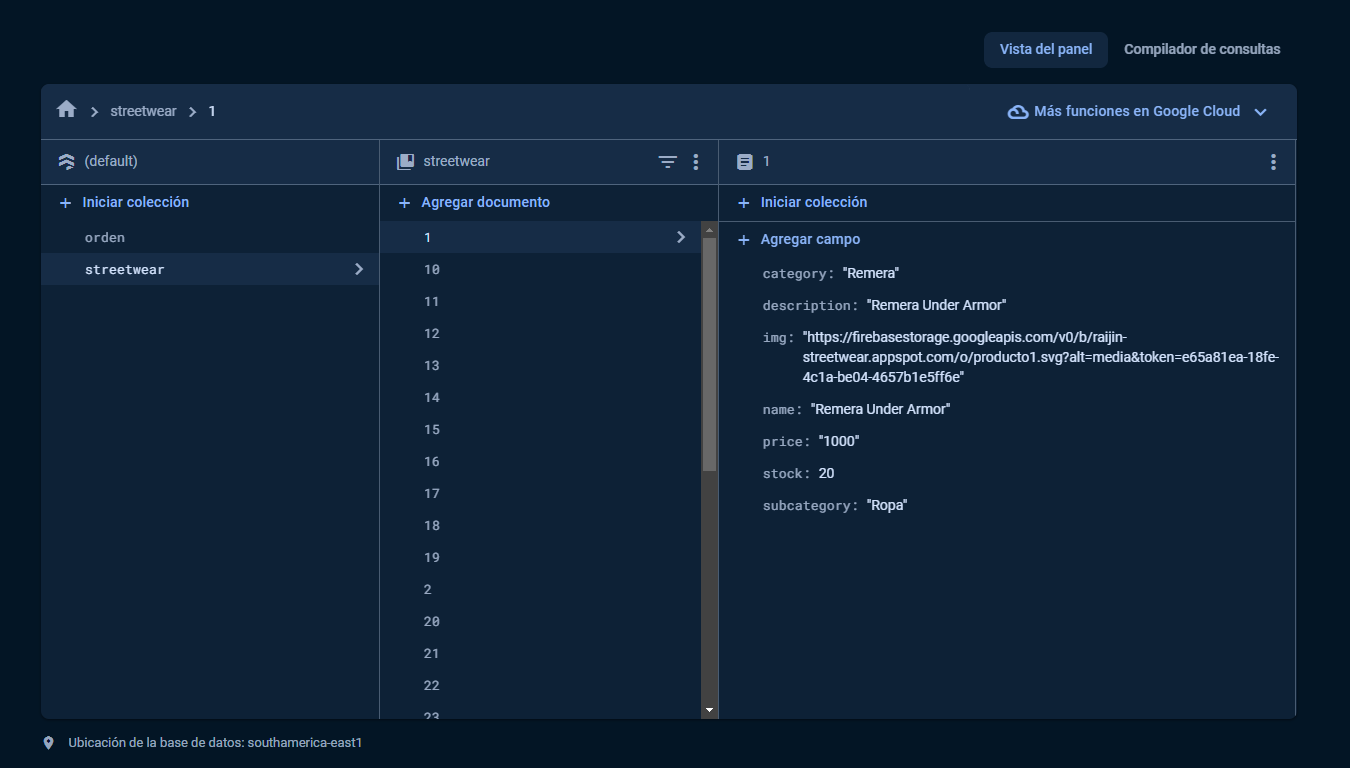 Vista del panel
Compilador de consultas
streetwear
1
Más funciones en Google Cloud
(default)
streetwear
1
Iniciar colección
Agregar documento
Iniciar colección
orden
streetwear
1
10
11
12
13
14
15
16
17
18
19
2
20
21
22
23
Agregar campo
category: "Remera"
description: "Remera Under Armor"
img: "https://firebasestorage.googleapis.com/v0/b/raijin-
streetwear.appspot.com/o/producto1.svg?alt=media&token=e65a81ea-18fe-
4c1a-be04-4657b1e5ff6e"
name: "Remera Under Armor"
price: "1000"
stock: 20
subcategory: "Ropa"
Ubicación de la base de datos: southamerica-east1